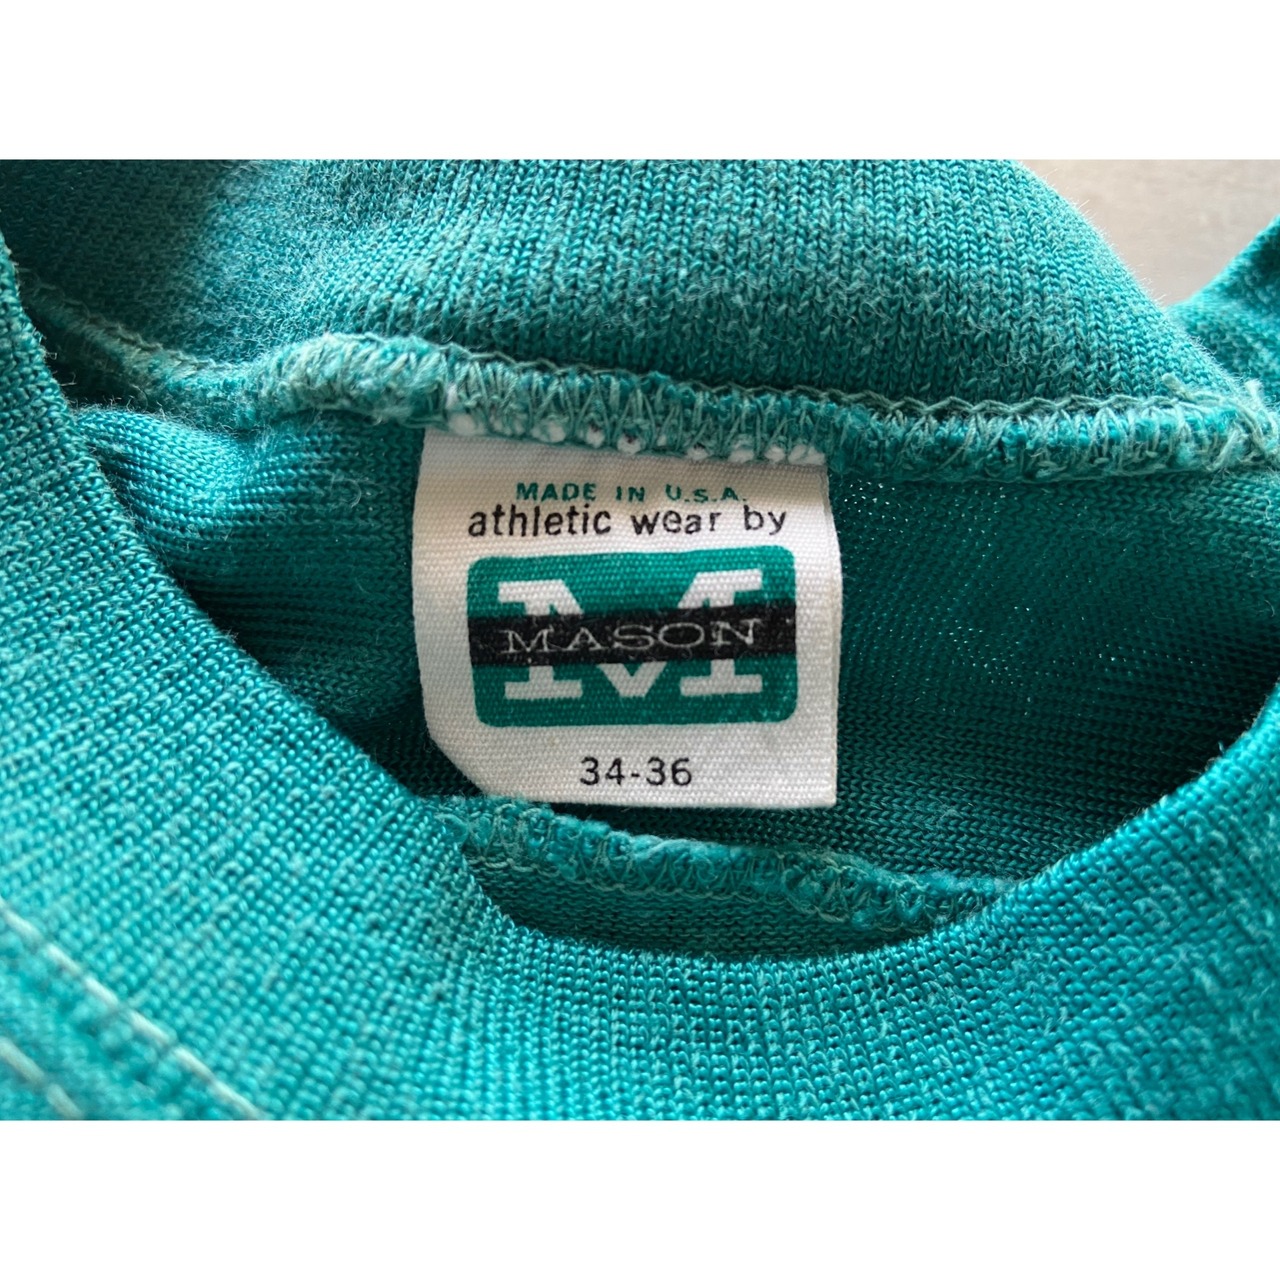 MADE IN U.S.A.
athletic wear by
M
MASON
34-36